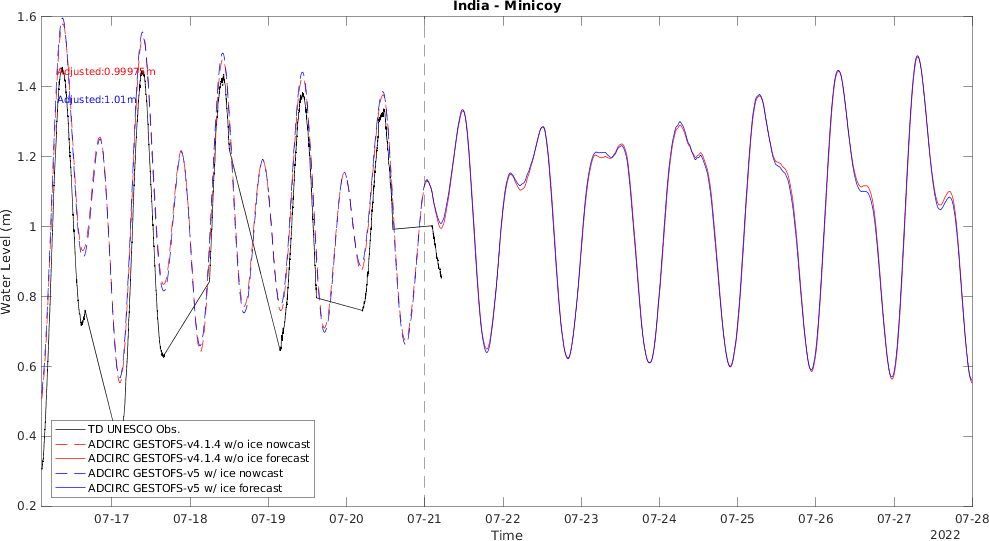 India - Minicoy
1.6
1.4
1.2
1
0.8
0.6
0.4
0.2
Water Level (m)
Adjusted:0.99975m
Adjusted:1.01m
TD UNESCO Obs.
ADCIRC GESTOFS-v4.1.4 w/o ice nowcast
ADCIRC GESTOFS-v4.1.4 w/o ice forecast
ADCIRC GESTOFS-v5 w/ ice nowcast
ADCIRC GESTOFS-v5 w/ ice forecast
07-17 07-18 07-19 07-20 07-21 07-22 07-23 07-24 07-25 07-26 07-27 07-28
Time
2022